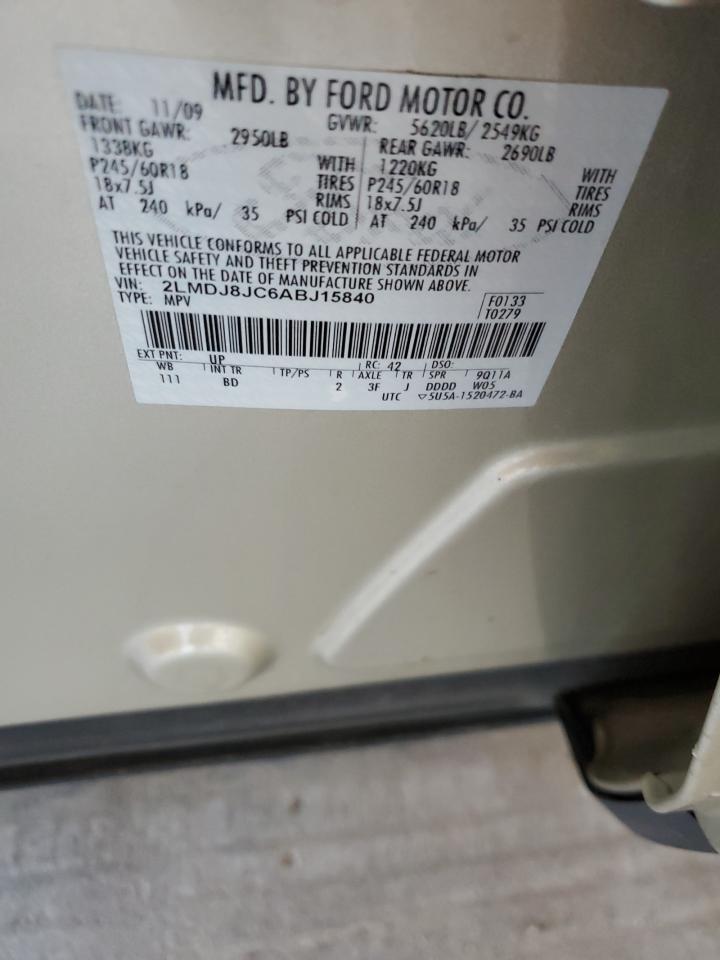 MFD. BY FORD MOTOR CO.
DATE: 11/09 GVWR: 5620LB/ 2549KG
FRONT GAWR: 2950LB REAR GAWR: 2690LB
1338KG WITH 1220KG WITH
P245/60R18 TIRES P245/60R18 TIRES
18x7.5J RIMS 18x7.5J RIMS
AT 240 kPa/ 35 PSI COLD AT 240 kPa/ 35 PSI COLD
THIS VEHICLE CONFORMS TO ALL APPLICABLE FEDERAL MOTOR
VEHICLE SAFETY AND THEFT PREVENTION STANDARDS IN
EFFECT ON THE DATE OF MANUFACTURE SHOWN ABOVE.
VIN: 2LMDJ8JC6ABJ15840 F0133
TYPE: MPV T0279
EXT PNT: UP RC: 42 DSO:
WB INT TR TP/PS R AXLE TR SPR 9Q11A
111 BD 2 3F J DDDD W05
UTC ▽5U5A-1520472-BA